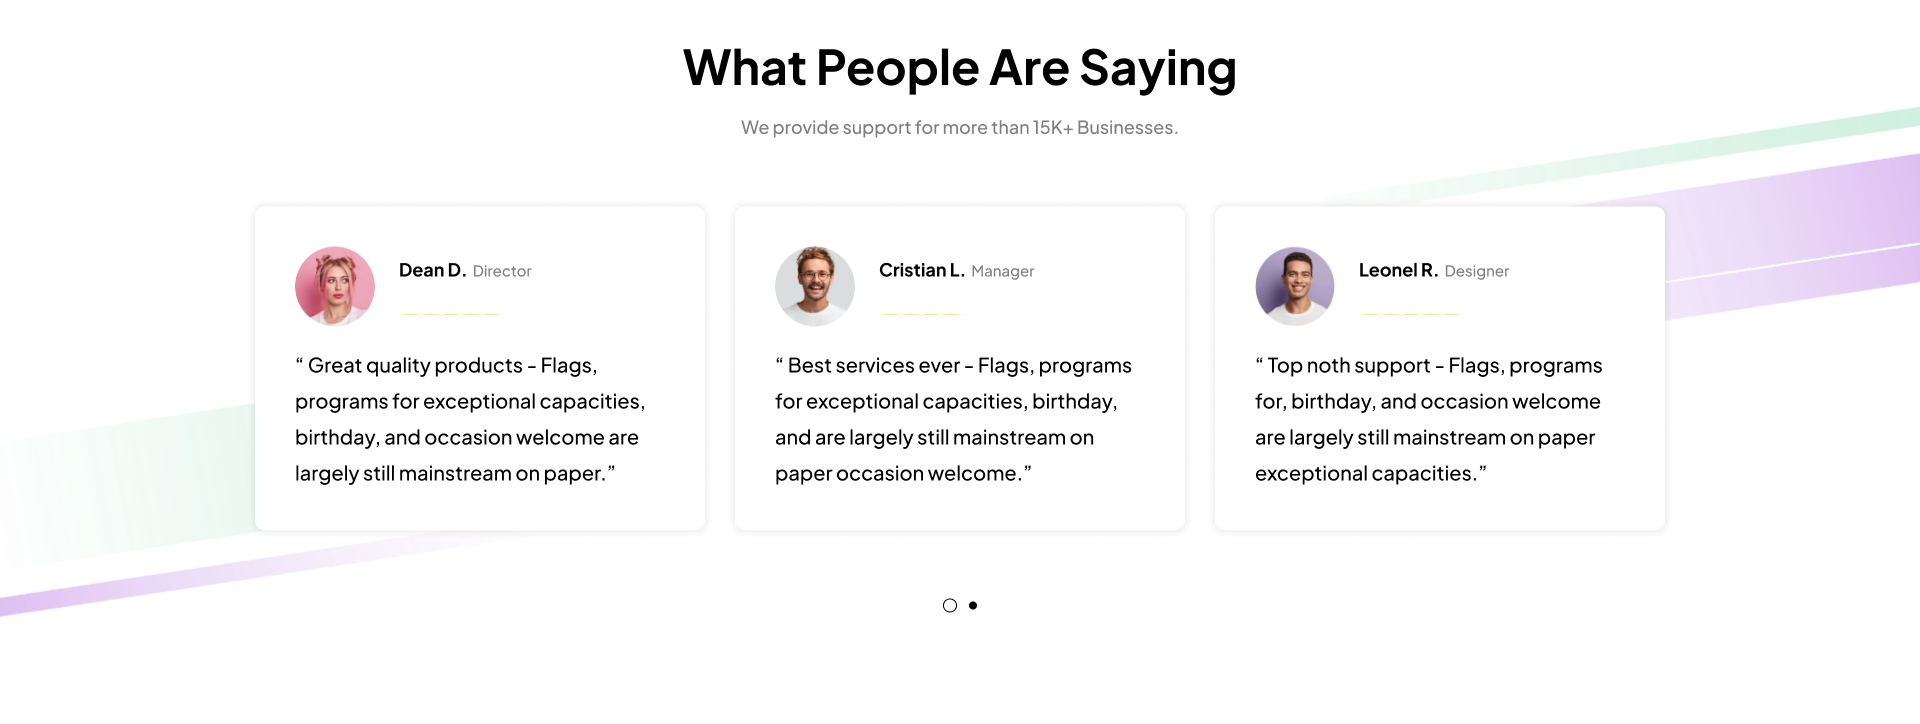 What People Are Saying
We provide support for more than 15K+ Businesses.
Dean D. Director
“ Great quality products - Flags,
programs for exceptional capacities,
birthday, and occasion welcome are
largely still mainstream on paper.”
Cristian L. Manager
“ Best services ever - Flags, programs
for exceptional capacities, birthday,
and are largely still mainstream on
paper occasion welcome.”
Leonel R. Designer
“ Top noth support - Flags, programs
for, birthday, and occasion welcome
are largely still mainstream on paper
exceptional capacities.”